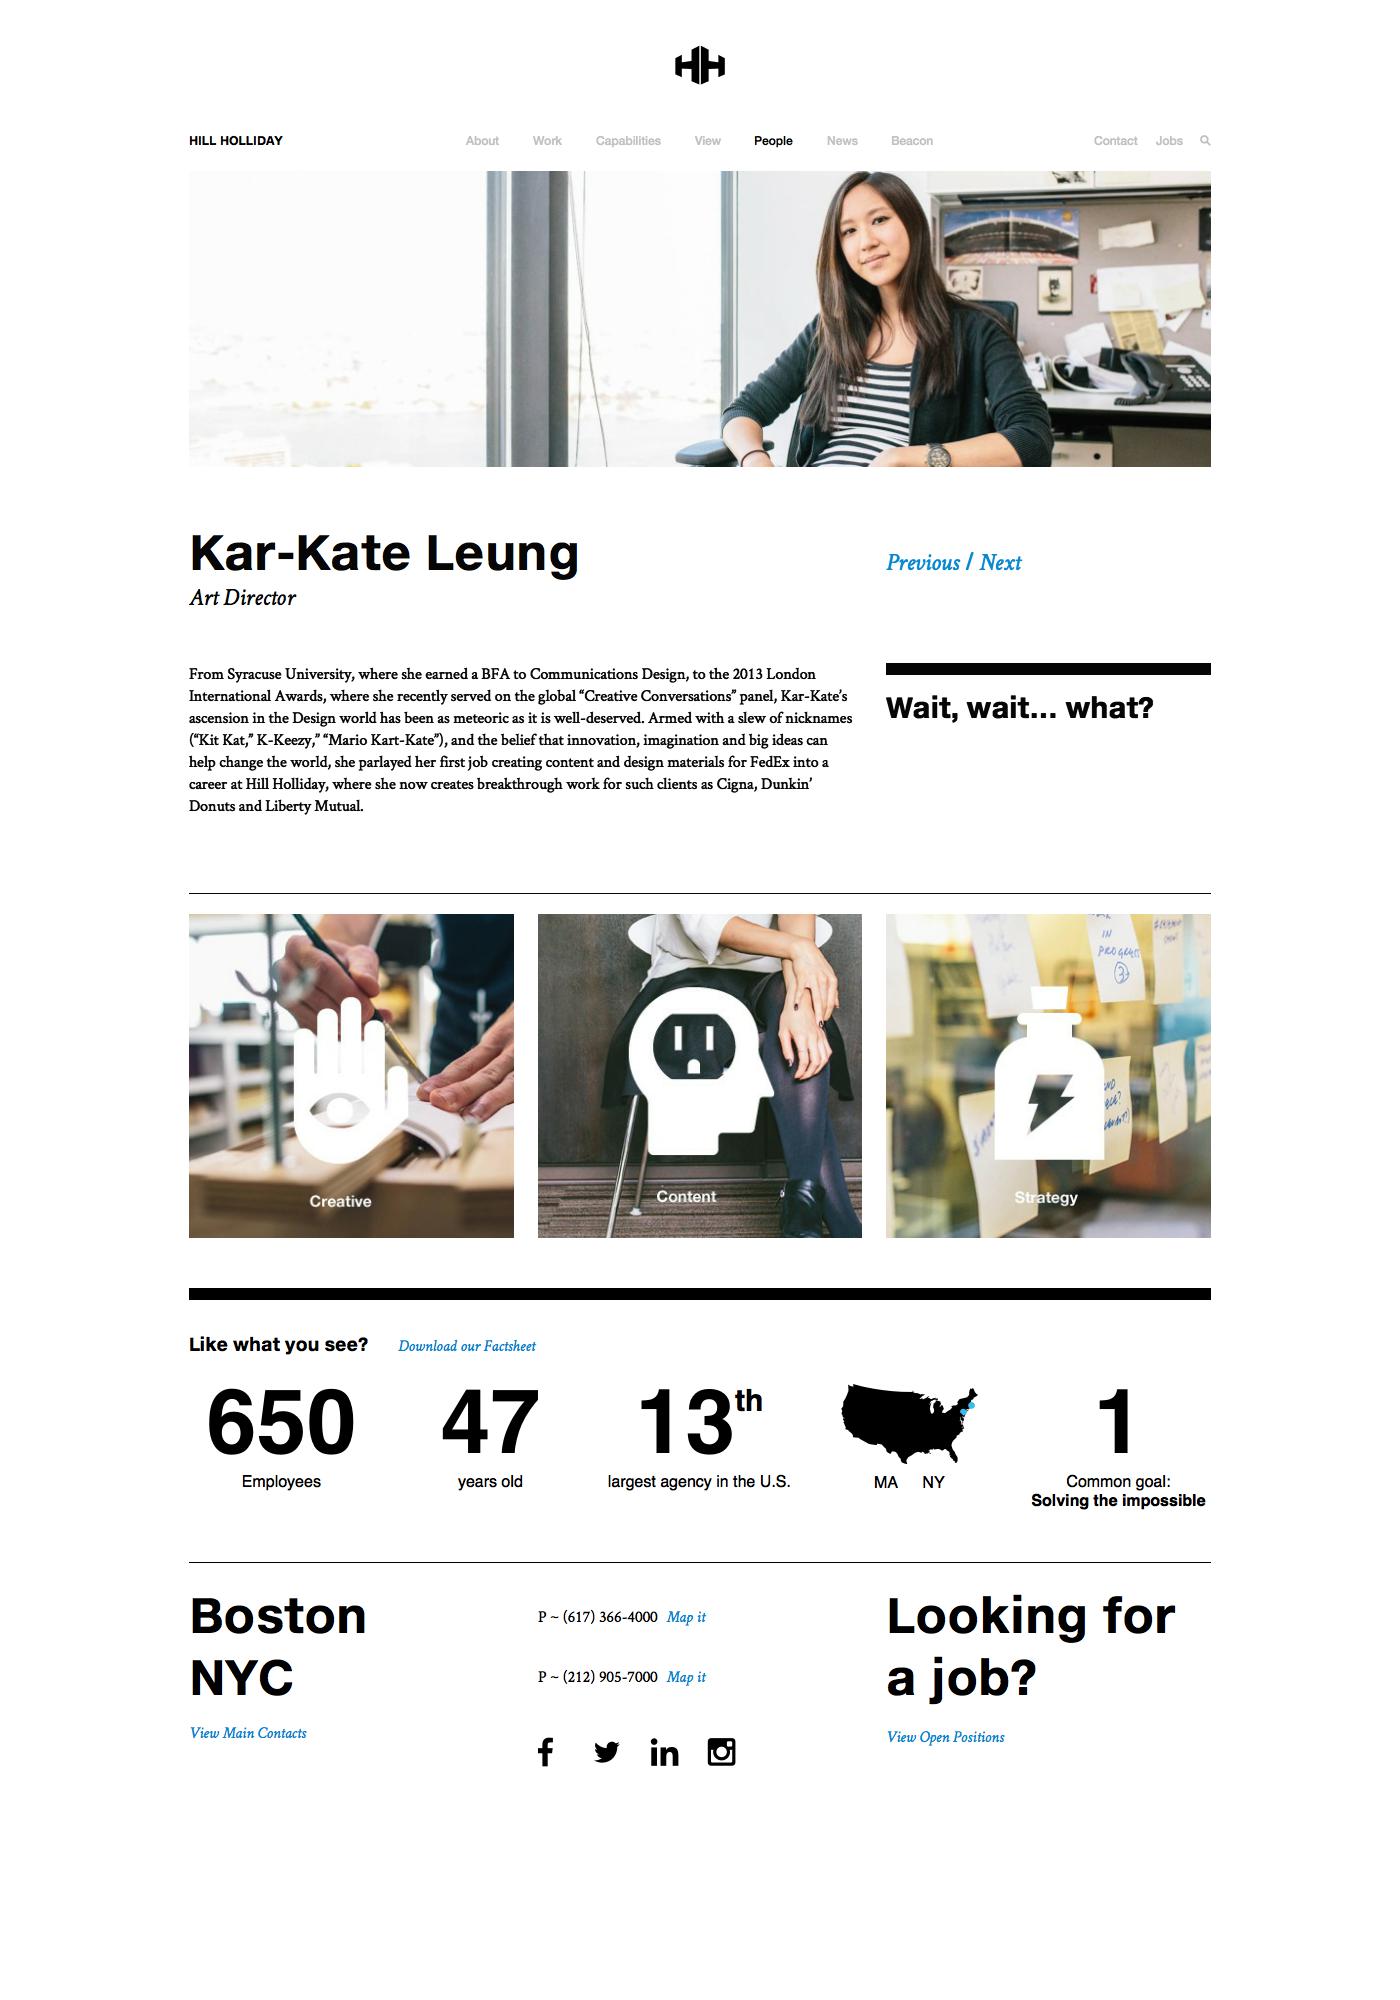 HILL HOLLIDAY
About Work Capabilities View People News Beacon
Contact Jobs
Kar-Kate Leung
Art Director
Previous / Next
From Syracuse University, where she earned a BFA to Communications Design, to the 2013 London
International Awards, where she recently served on the global “Creative Conversations” panel, Kar-Kate’s
ascension in the Design world has been as meteoric as it is well-deserved. Armed with a slew of nicknames
(“Kit Kat,” K-Keezy,” “Mario Kart-Kate”), and the belief that innovation, imagination and big ideas can
help change the world, she parlayed her first job creating content and design materials for FedEx into a
career at Hill Holliday, where she now creates breakthrough work for such clients as Cigna, Dunkin’
Donuts and Liberty Mutual.
Wait, wait... what?
Creative
Content
IN
PROGRESS
3
Strategy
Like what you see? Download our Factsheet
650
Employees
47
years old
13th
largest agency in the U.S.
MA NY
1
Common goal:
Solving the impossible
Boston
NYC
View Main Contacts
P ~ (617) 366-4000 Map it
P ~ (212) 905-7000 Map it
Looking for
a job?
View Open Positions